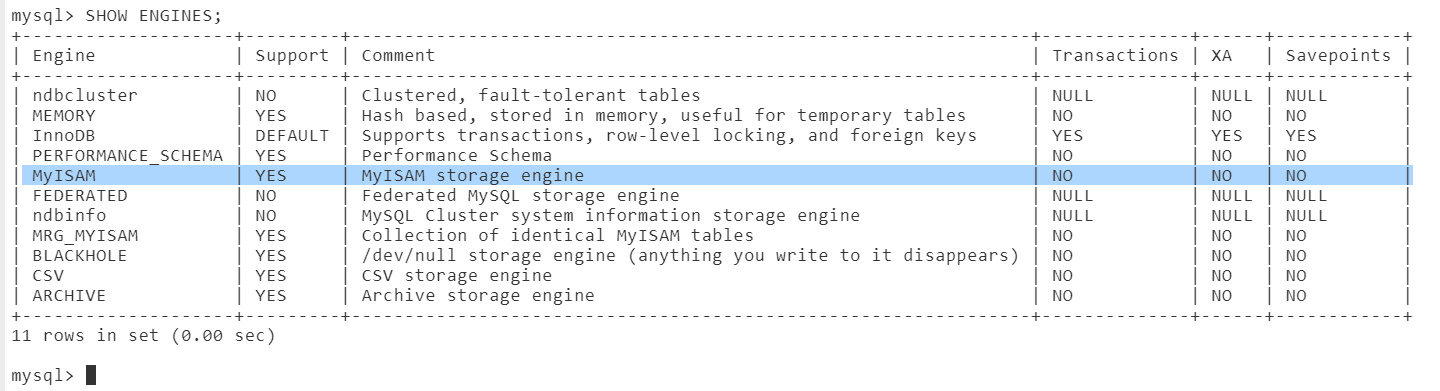 mysql> SHOW ENGINES;
+--------------------+---------+----------------------------------------------------------------+--------------+------+------------+
| Engine             | Support | Comment                                                        | Transactions | XA   | Savepoints |
+--------------------+---------+----------------------------------------------------------------+--------------+------+------------+
| ndbcluster         | NO      | Clustered, fault-tolerant tables                               | NULL         | NULL | NULL       |
| MEMORY             | YES     | Hash based, stored in memory, useful for temporary tables      | NO           | NO   | NO         |
| InnoDB             | DEFAULT | Supports transactions, row-level locking, and foreign keys     | YES          | YES  | YES        |
| PERFORMANCE_SCHEMA | YES     | Performance Schema                                             | NO           | NO   | NO         |
| MyISAM             | YES     | MyISAM storage engine                                          | NO           | NO   | NO         |
| FEDERATED          | NO      | Federated MySQL storage engine                                 | NULL         | NULL | NULL       |
| ndbinfo            | NO      | MySQL Cluster system information storage engine                | NULL         | NULL | NULL       |
| MRG_MYISAM         | YES     | Collection of identical MyISAM tables                          | NO           | NO   | NO         |
| BLACKHOLE          | YES     | /dev/null storage engine (anything you write to it disappears) | NO           | NO   | NO         |
| CSV                | YES     | CSV storage engine                                             | NO           | NO   | NO         |
| ARCHIVE            | YES     | Archive storage engine                                         | NO           | NO   | NO         |
+--------------------+---------+----------------------------------------------------------------+--------------+------+------------+
11 rows in set (0.00 sec)
mysql>